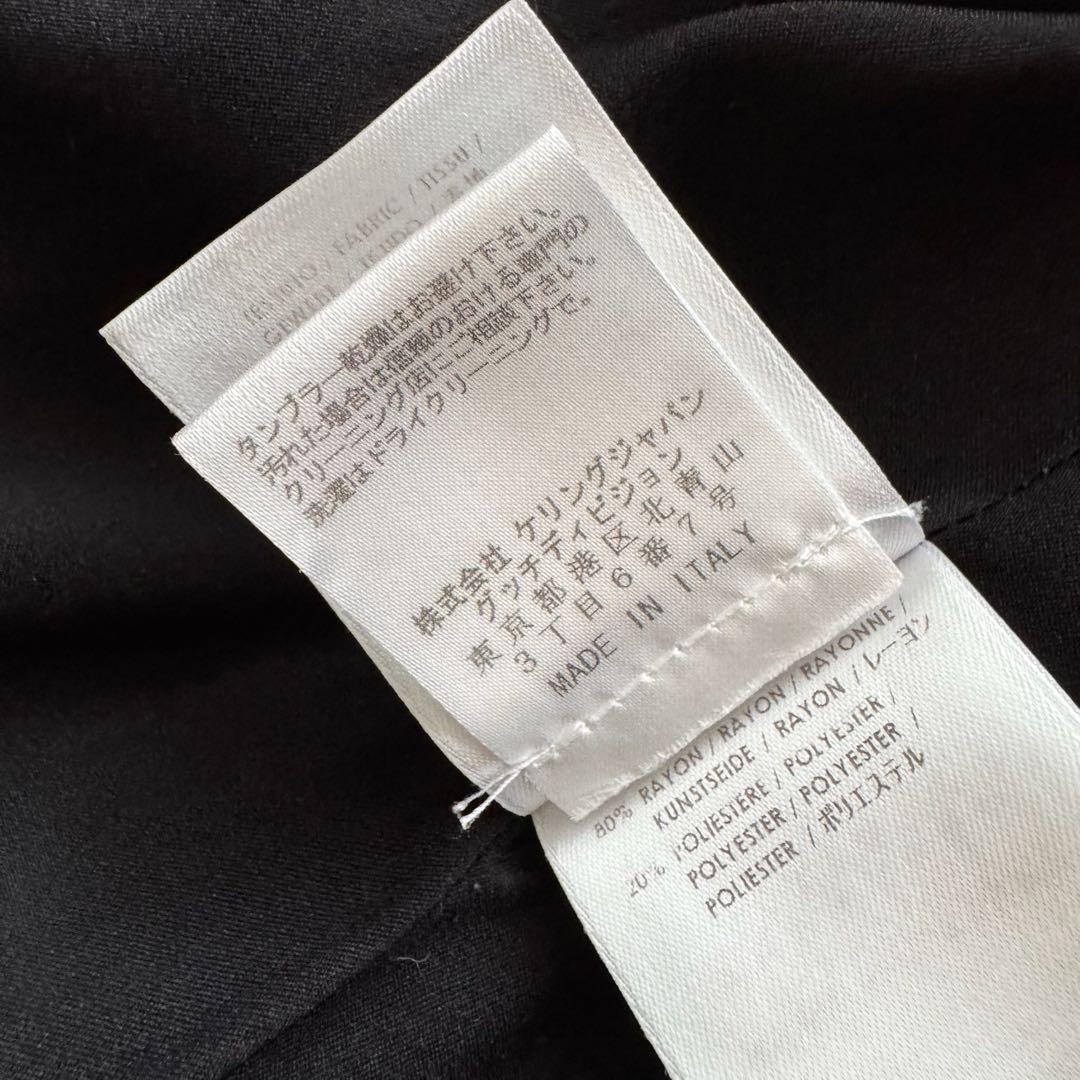 TESSUTO / FABRIC / TISSU /
タンブラー乾燥はお避け下さい。
汚れた場合は信頼のおける専門の
クリーニング店にご相談下さい。
洗濯はドライクリーニングで。
株式会社 ケリングジャパン
グッチディビジョン
東京都港区北南山
3丁目6番7号
MADE IN ITALY
80% RAYON / RAYON / RAYONNE /
KUNSTSEIDE / RAYON / レーヨン
20% POLIESTERE / POLYESTER /
POLYESTER / POLYESTER /
POLIESTER / ポリエステル